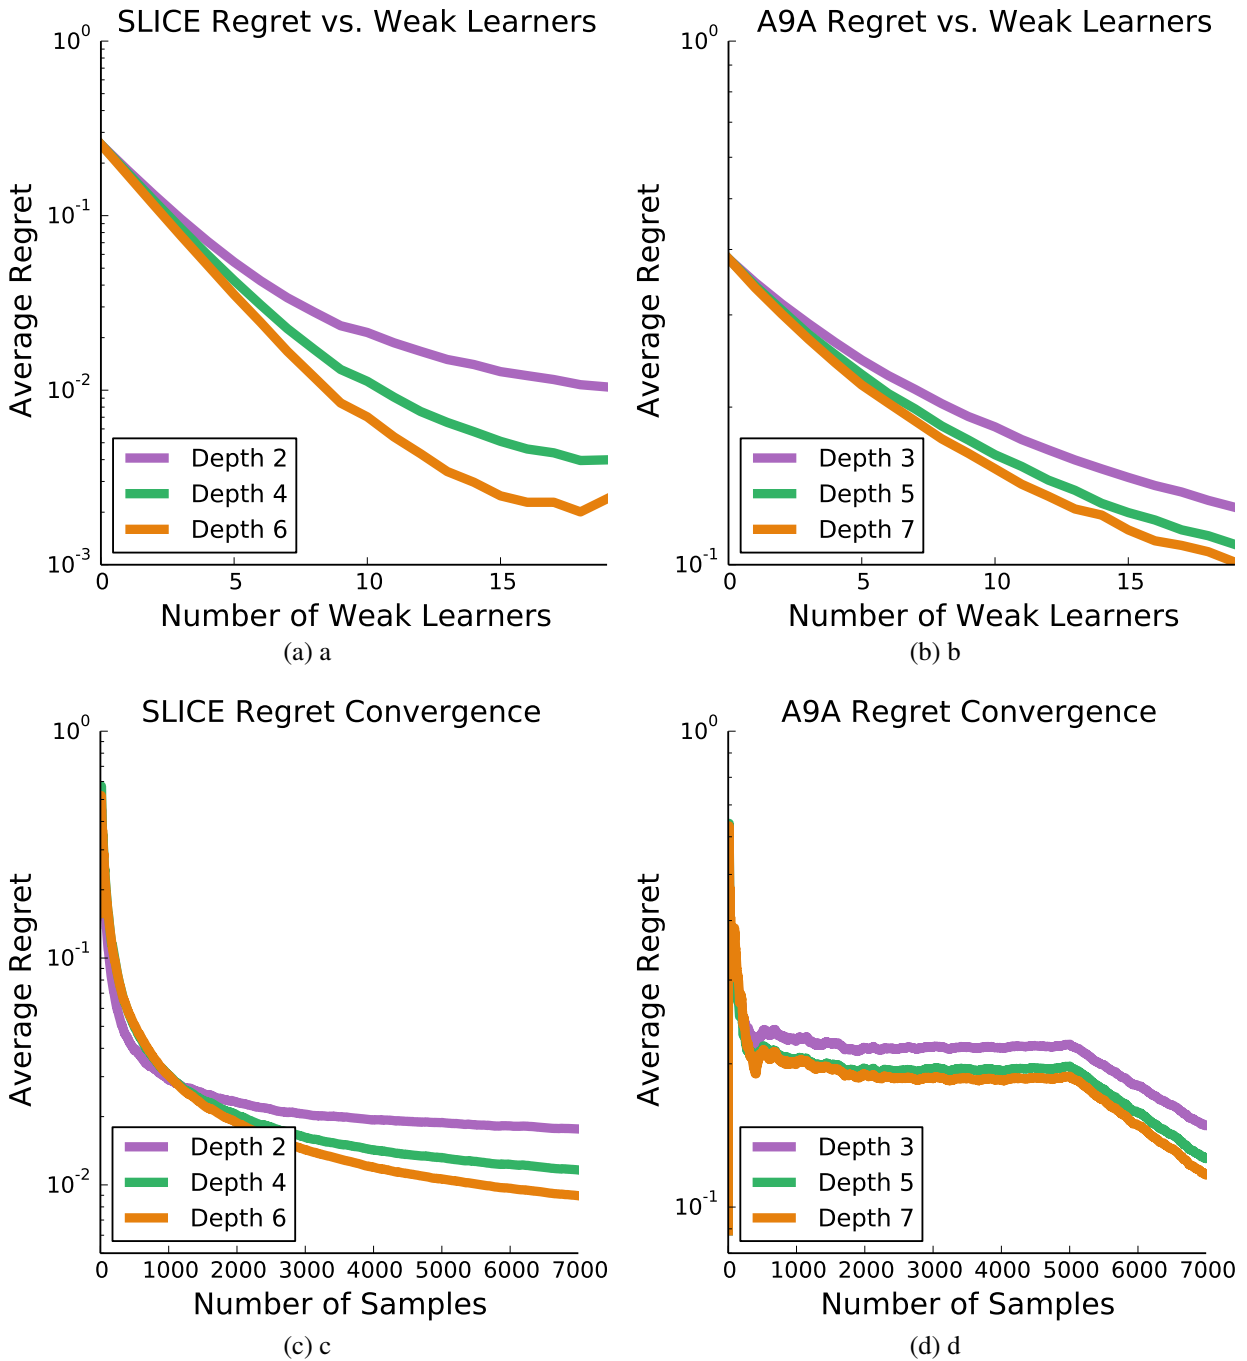 SLICE Regret vs. Weak Learners
10^0
10^-1
10^-2
10^-3
Average Regret
Depth 2
Depth 4
Depth 6
0 5 10 15
Number of Weak Learners
(a) a
A9A Regret vs. Weak Learners
10^0
10^-1
Average Regret
Depth 3
Depth 5
Depth 7
0 5 10 15
Number of Weak Learners
(b) b
SLICE Regret Convergence
10^0
10^-1
10^-2
Average Regret
Depth 2
Depth 4
Depth 6
0 1000 2000 3000 4000 5000 6000 7000
Number of Samples
(c) c
A9A Regret Convergence
10^0
10^-1
Average Regret
Depth 3
Depth 5
Depth 7
0 1000 2000 3000 4000 5000 6000 7000
Number of Samples
(d) d